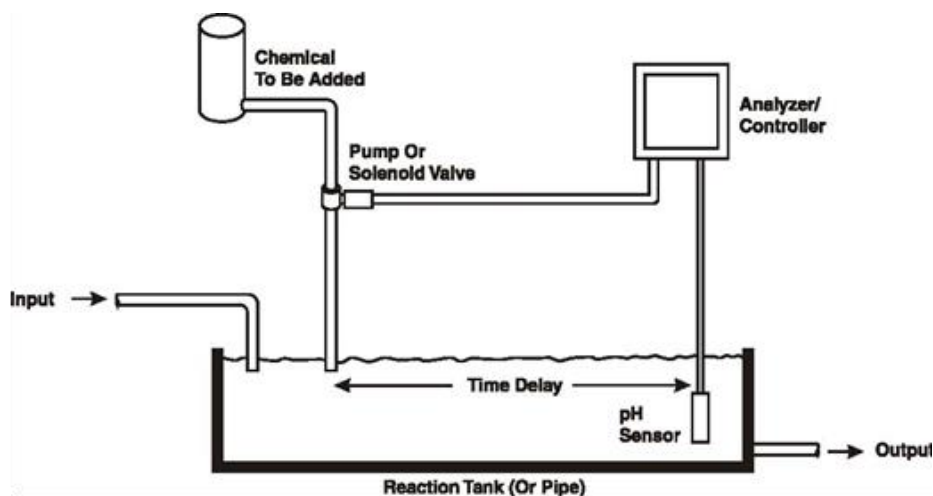 Chemical
To Be Added
Analyzer/
Controller
Pump Or
Solenoid Valve
Input
Time Delay
pH
Sensor
Output
Reaction Tank (Or Pipe)